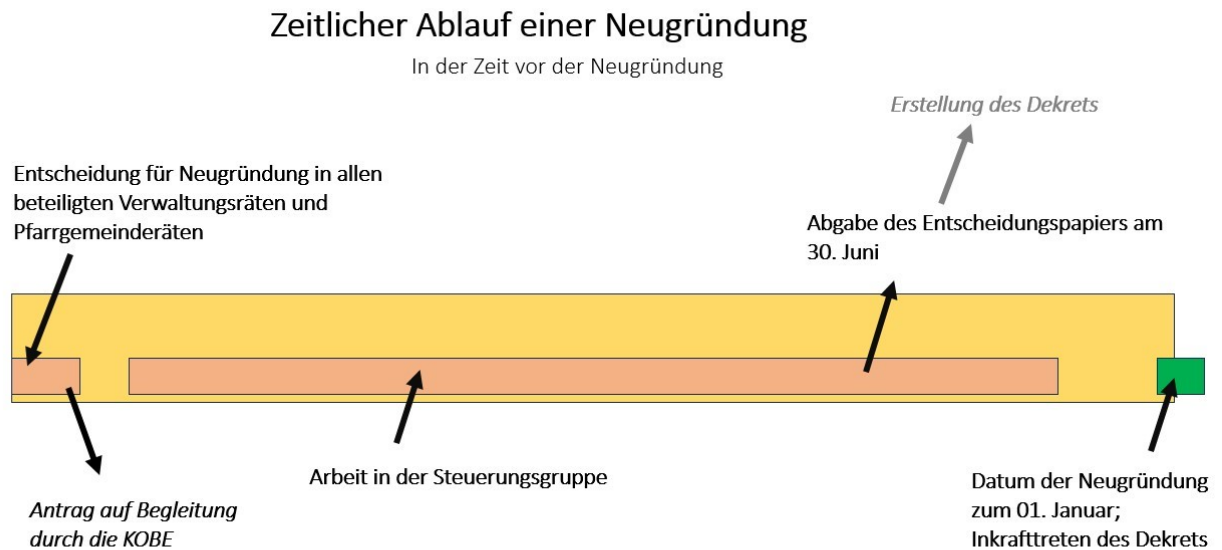 Zeitlicher Ablauf einer Neugründung
In der Zeit vor der Neugründung
Erstellung des Dekrets
Entscheidung für Neugründung in allen
beteiligten Verwaltungsräten und
Pfarrgemeinderäten
Abgabe des Entscheidungspapiers am
30. Juni
Arbeit in der Steuerungsgruppe
Antrag auf Begleitung
durch die KOBE
Datum der Neugründung
zum 01. Januar;
Inkrafttreten des Dekrets